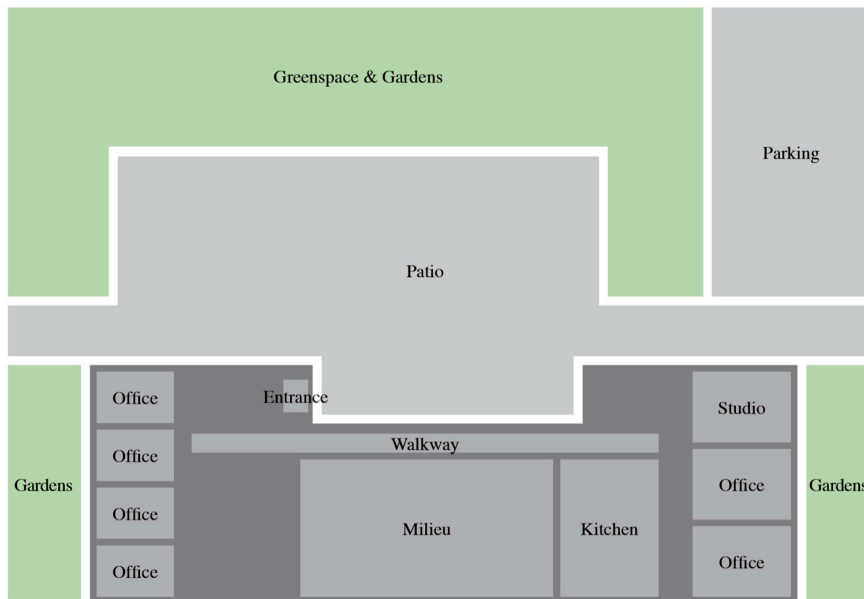 Greenspace & Gardens
Parking
Patio
Office
Entrance
Studio
Walkway
Office
Gardens
Milieu
Kitchen
Office
Gardens
Office
Office
Office